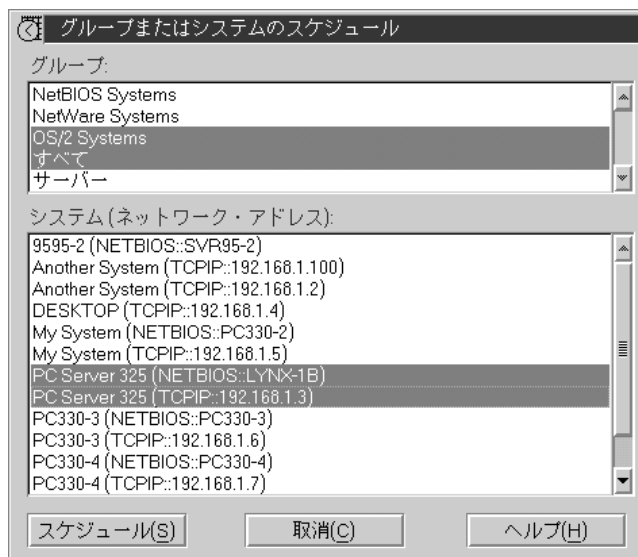 グループまたはシステムのスケジュール
グループ:
NetBIOS Systems
NetWare Systems
OS/2 Systems
すべて
サーバー
システム(ネットワーク・アドレス):
9595-2 (NETBIOS::SVR95-2)
Another System (TCPIP::192.168.1.100)
Another System (TCPIP::192.168.1.2)
DESKTOP (TCPIP::192.168.1.4)
My System (NETBIOS::PC330-2)
My System (TCPIP::192.168.1.5)
PC Server 325 (NETBIOS::LYNX-1B)
PC Server 325 (TCPIP::192.168.1.3)
PC330-3 (NETBIOS::PC330-3)
PC330-3 (TCPIP::192.168.1.6)
PC330-4 (NETBIOS::PC330-4)
PC330-4 (TCPIP::192.168.1.7)
スケジュール(S) 取消(C) ヘルプ(H)